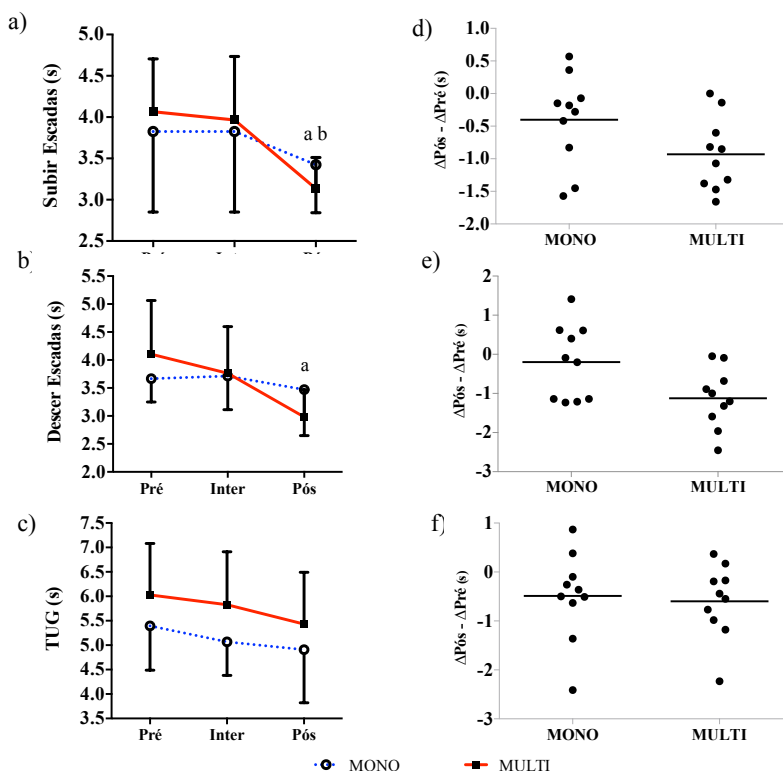 a)
Subir Escadas (s)
5.0
4.5
4.0
3.5
3.0
2.5
a b
b)
Descer Escadas (s)
5.5
5.0
4.5
4.0
3.5
3.0
2.5
2.0
a
Pré Inter Pós
c)
TUG (s)
7.5
7.0
6.5
6.0
5.5
5.0
4.5
4.0
3.5
Pré Inter Pós
d)
ΔPós - ΔPré (s)
1.0
0.5
0.0
-0.5
-1.0
-1.5
-2.0
MONO MULTI
e)
ΔPós - ΔPré (s)
2
1
0
-1
-2
-3
MONO MULTI
f)
ΔPós - ΔPré (s)
1
0
-1
-2
-3
MONO MULTI
MONO MULTI